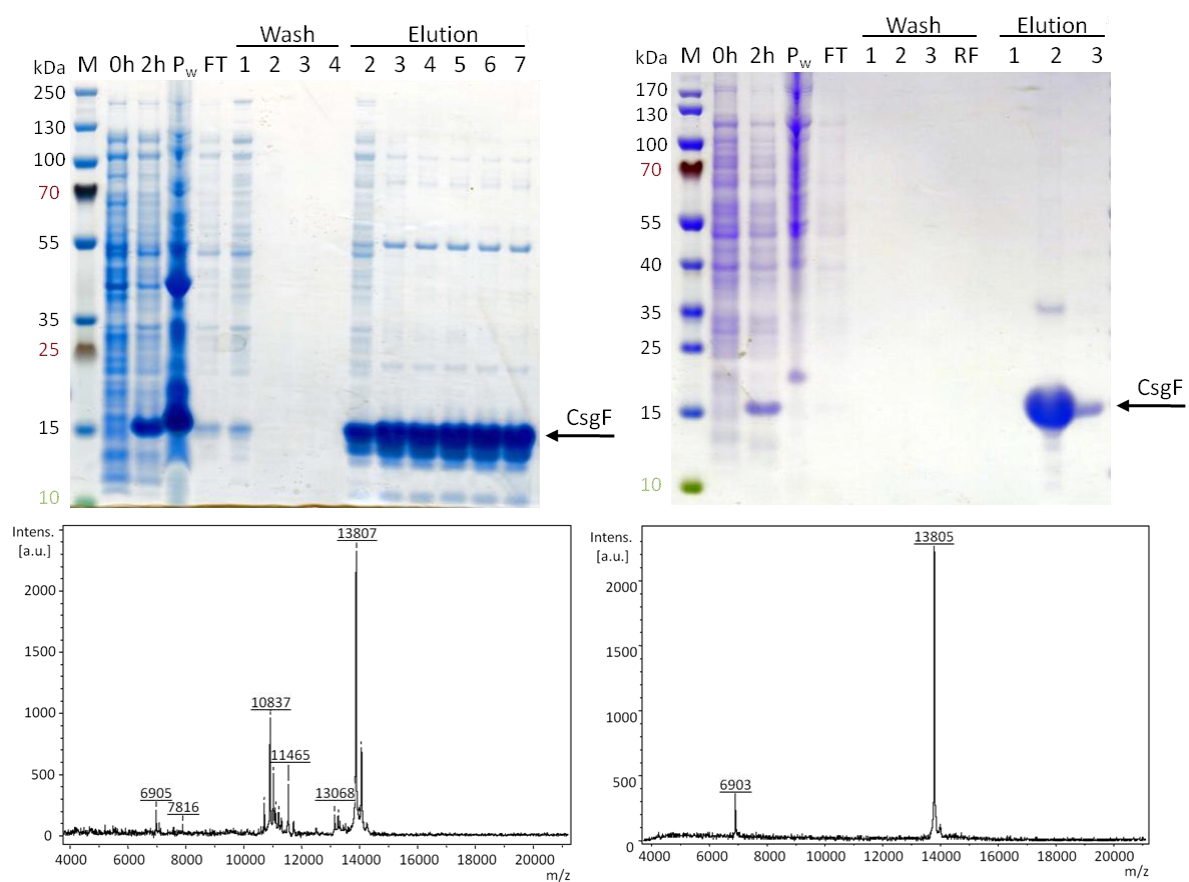 Wash Elution
kDa M 0h 2h Pw FT 1 2 3 4 2 3 4 5 6 7
250
130
100
70
55
35
25
15
10
CsgF
Wash Elution
kDa M 0h 2h Pw FT 1 2 3 RF 1 2 3
170
130
100
70
55
40
35
25
15
10
CsgF
Intens.
[a.u.]
2000
1500
1000
500
0
13807
10837
11465
13068
6905
7816
4000 6000 8000 10000 12000 14000 16000 18000 20000
m/z
Intens.
[a.u.]
2000
1500
1000
500
0
13805
6903
4000 6000 8000 10000 12000 14000 16000 18000 20000
m/z